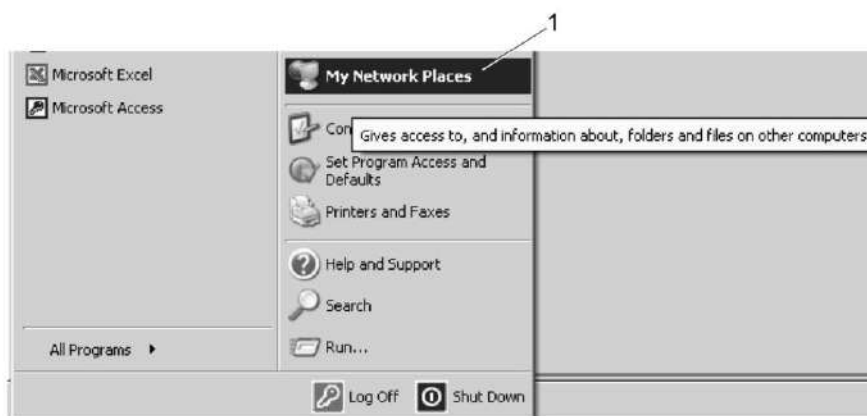 1
Microsoft Excel
Microsoft Access
All Programs
My Network Places
Con
Gives access to, and information about, folders and files on other computers
Set Program Access and
Defaults
Printers and Faxes
Help and Support
Search
Run...
Log Off
Shut Down